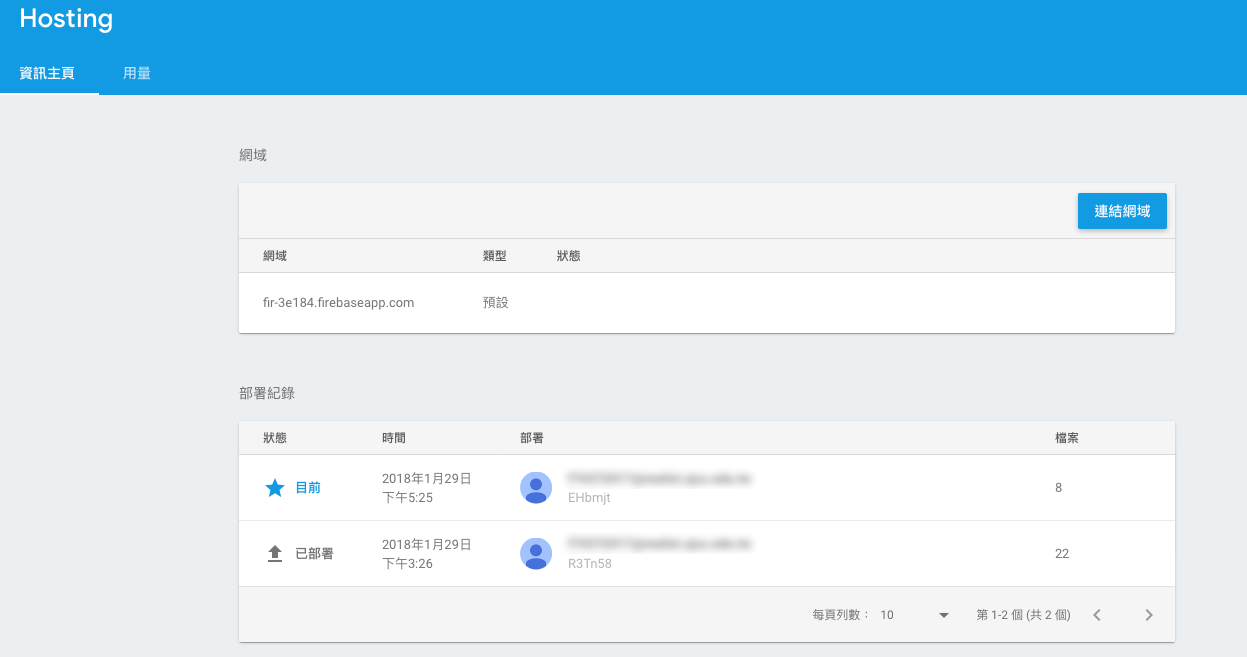 Hosting
資訊主頁 用量
網域
連結網域
網域 類型 狀態
fir-3e184.firebaseapp.com 預設
部署紀錄
狀態 時間 部署 檔案
目前 2018年1月29日 下午5:25 EHbmjt 8
已部署 2018年1月29日 下午3:26 R3Tn58 22
每頁列數： 10 第 1-2 個 (共 2 個)